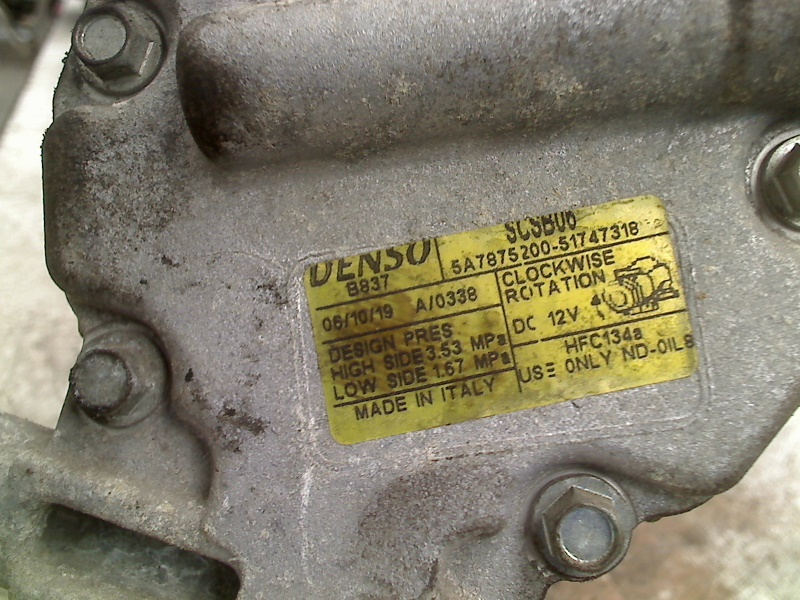 DENSO
SCSB06
B837
5A7875200-51747318
06/10/19 A/0338
CLOCKWISE
ROTATION
DC 12V
DESIGN PRES
HIGH SIDE 3.53 MPa
LOW SIDE 1.67 MPa
HFC134a
USE ONLY ND-OIL8
MADE IN ITALY